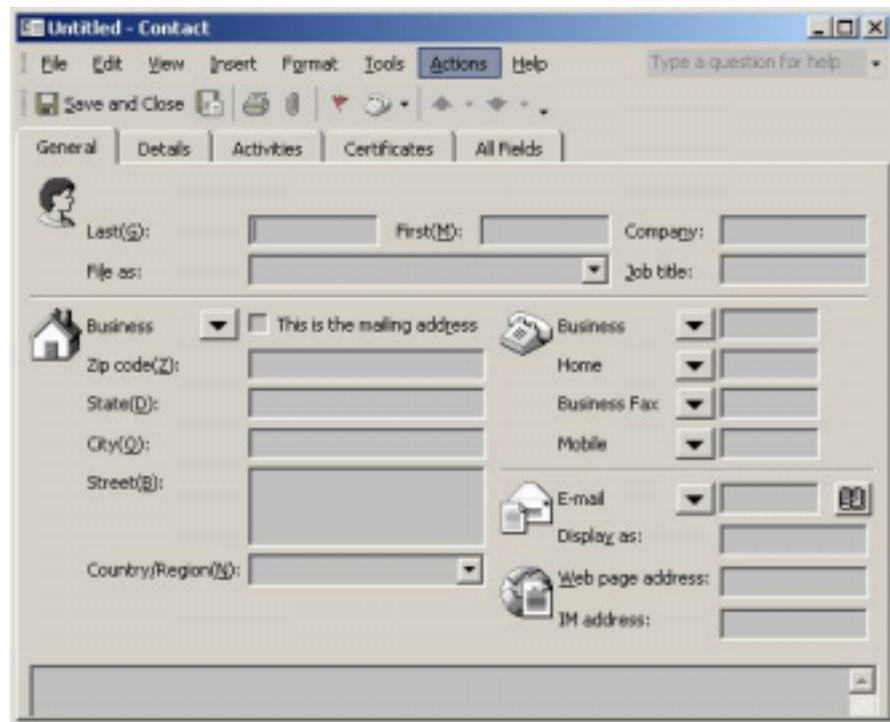 Untitled - Contact
File Edit View Insert Format Tools Actions Help Type a question for help
Save and Close
General Details Activities Certificates All Fields
Last(G): First(M): Company:
File as: Job title:
Business This is the mailing address Business
Zip code(Z): Home
State(D): Business Fax
City(O): Mobile
Street(B):
E-mail
Display as:
Country/Region(N):
Web page address:
IM address: